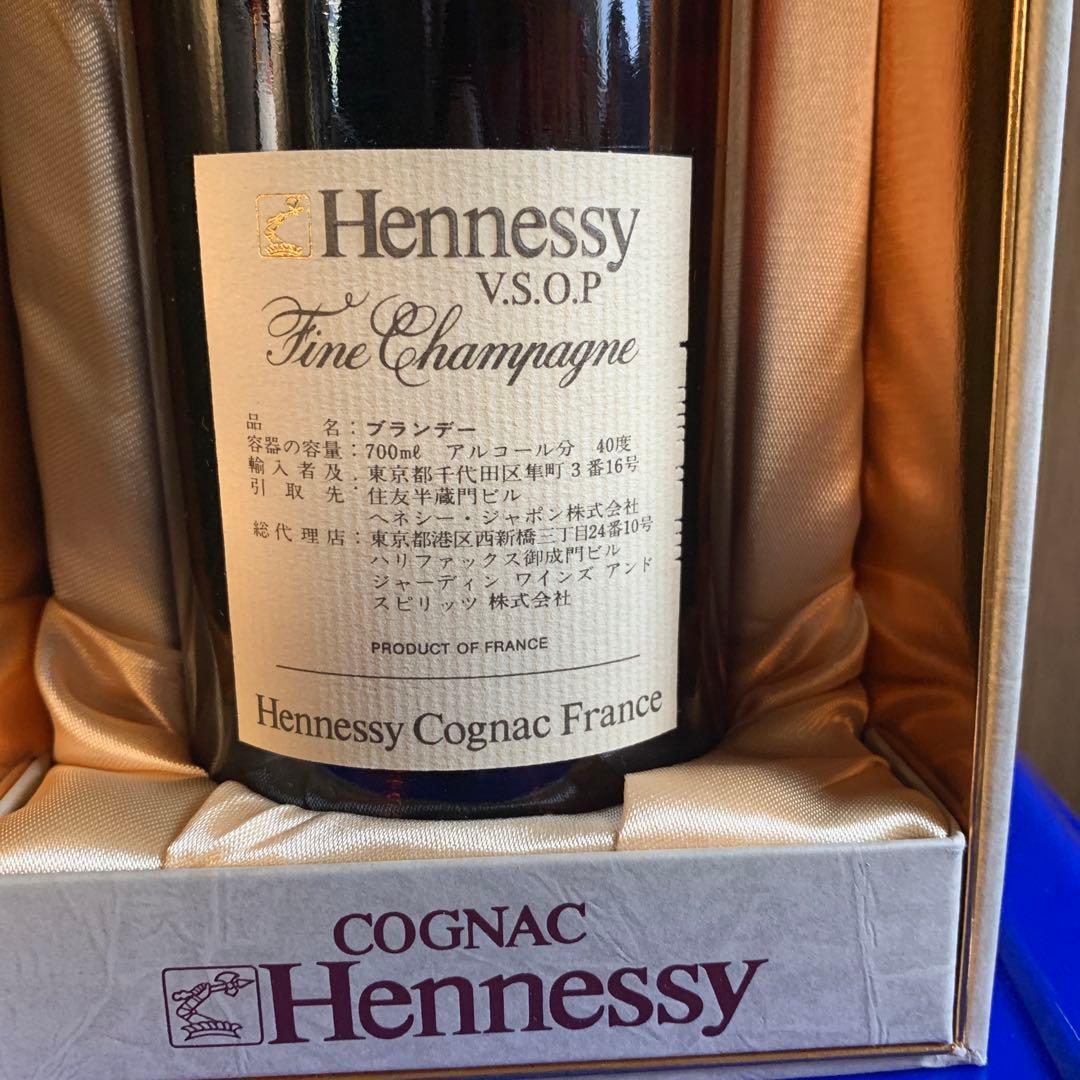 Hennessy
V.S.O.P
Fine Champagne
品　　　名：ブランデー
容器の容量：700mℓ　アルコール分　40度
輸入者及び東京都千代田区隼町3番16号
引　取　先：住友半蔵門ビル
ヘネシー・ジャポン株式会社
総代理店：東京都港区西新橋三丁目24番10号
ハリファックス御成門ビル
ジャーディン ワインズ アンド
スピリッツ 株式会社
PRODUCT OF FRANCE
Hennessy Cognac France
COGNAC
Hennessy